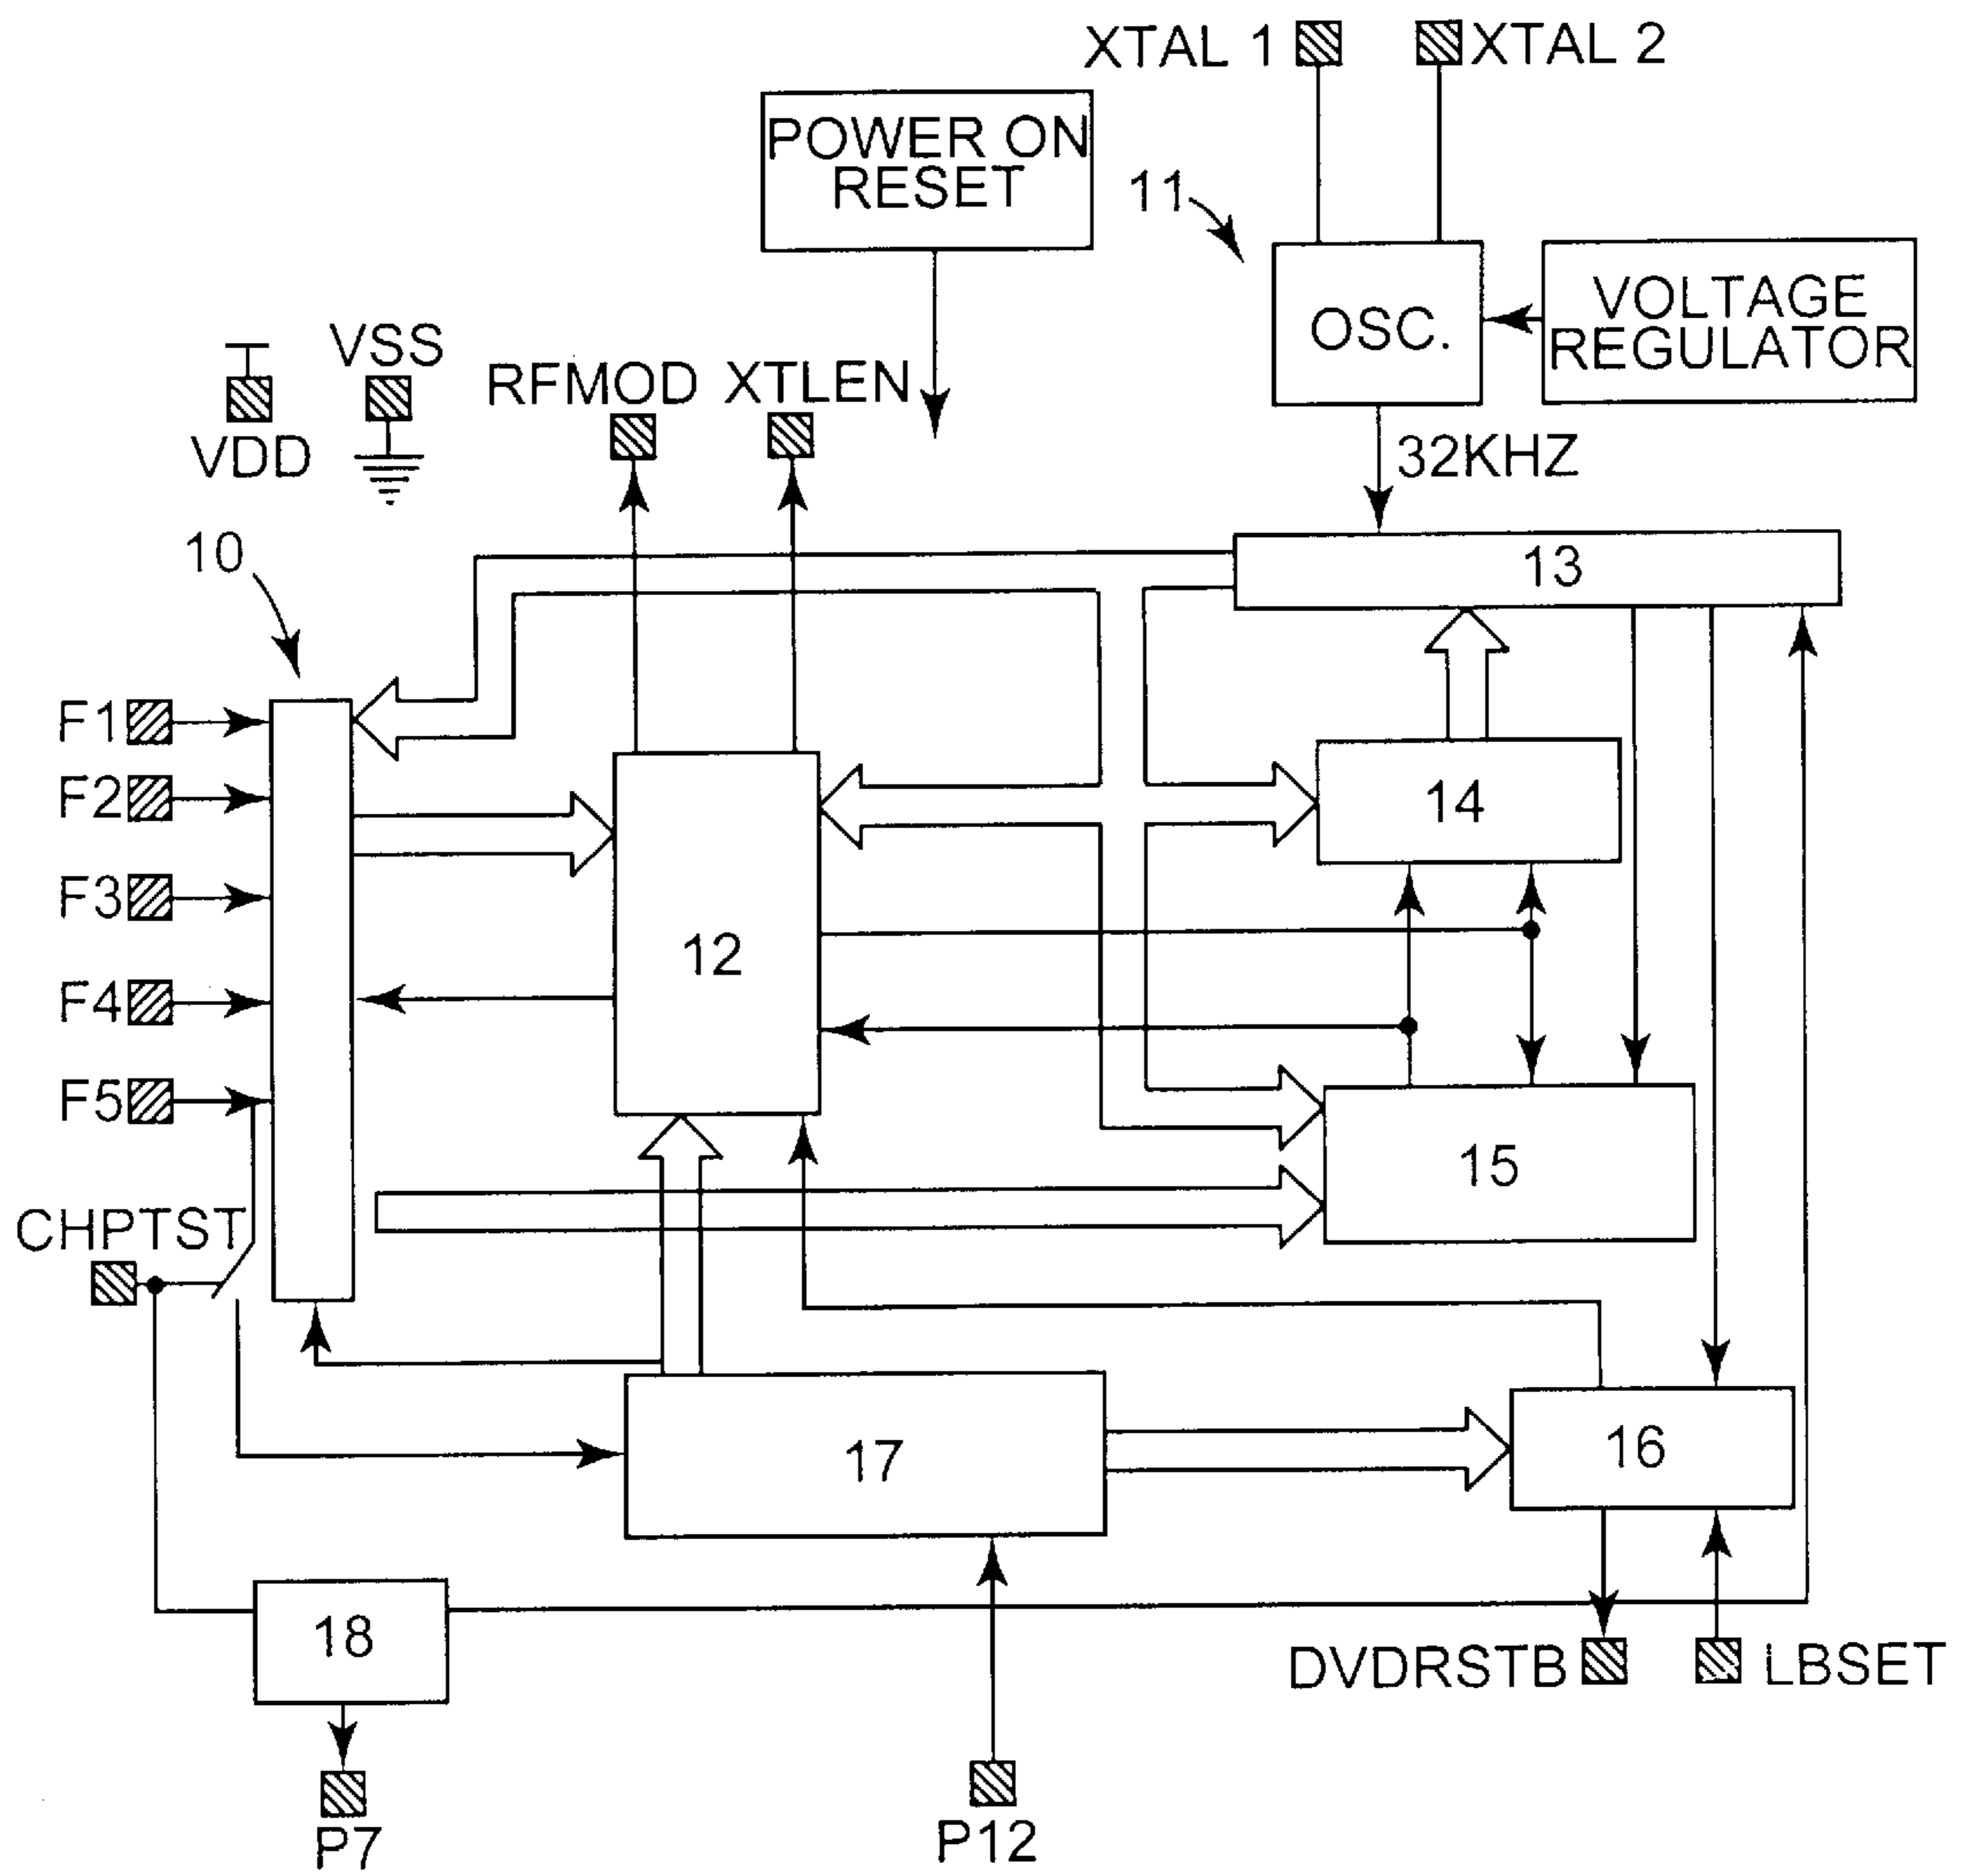 XTAL 1
XTAL 2
POWER ON
RESET
11
OSC.
VOLTAGE
REGULATOR
VSS
VDD
RFMOD
XTLEN
32KHZ
10
13
F1
F2
F3
F4
F5
14
12
15
CHPTST
17
16
18
DVDRSTB
LBSET
P7
P12